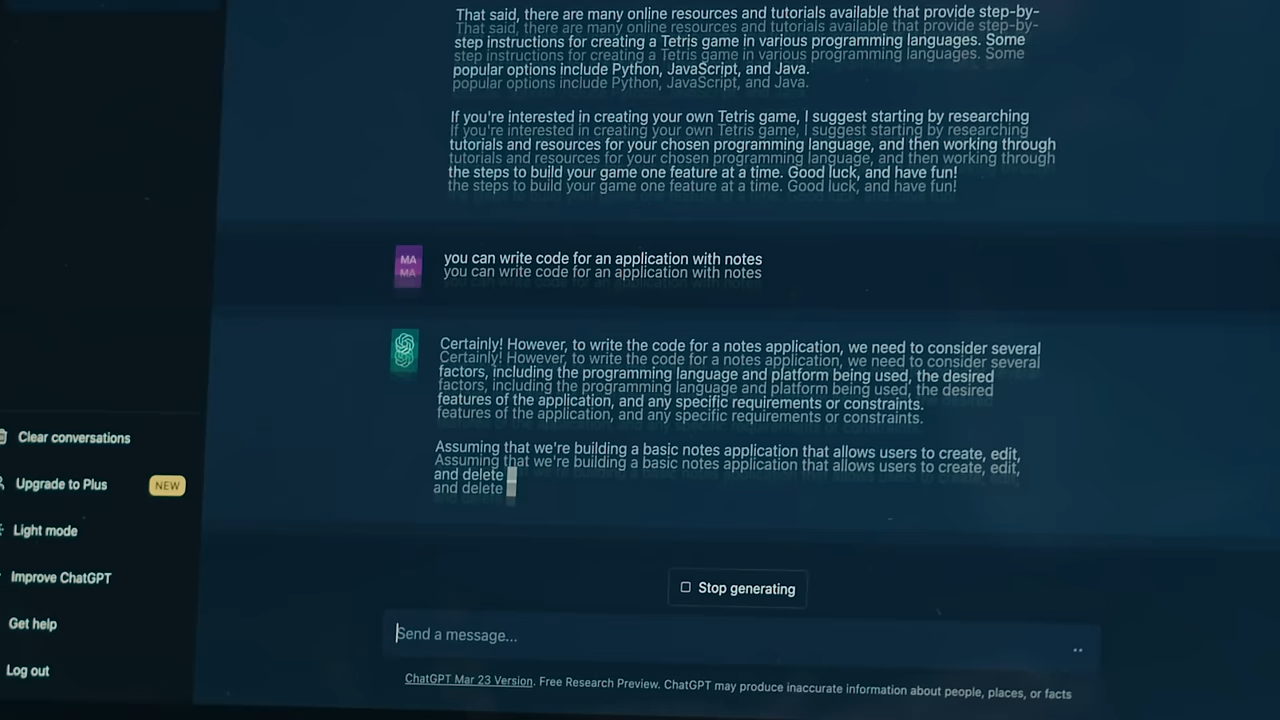 That said, there are many online resources and tutorials available that provide step-by-
step instructions for creating a Tetris game in various programming languages. Some
popular options include Python, JavaScript, and Java.
If you're interested in creating your own Tetris game, I suggest starting by researching
tutorials and resources for your chosen programming language, and then working through
the steps to build your game one feature at a time. Good luck, and have fun!
MA
you can write code for an application with notes
Certainly! However, to write the code for a notes application, we need to consider several
factors, including the programming language and platform being used, the desired
features of the application, and any specific requirements or constraints.
Assuming that we're building a basic notes application that allows users to create, edit,
and delete
Clear conversations
Upgrade to Plus NEW
Light mode
Improve ChatGPT
Get help
Log out
Stop generating
Send a message...
ChatGPT Mar 23 Version. Free Research Preview. ChatGPT may produce inaccurate information about people, places, or facts